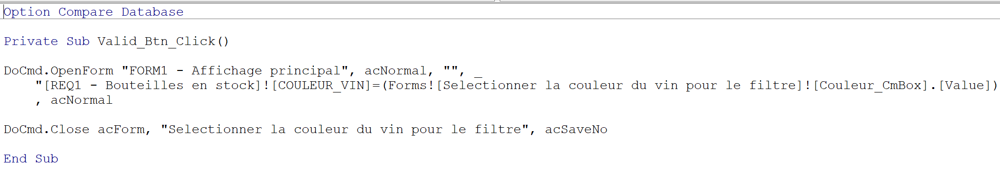 Option Compare Database
Private Sub Valid_Btn_Click()
DoCmd.OpenForm "FORM1 - Affichage principal", acNormal, "", _
"[REQ1 - Bouteilles en stock]![COULEUR_VIN]=(Forms![Selectionner la couleur du vin pour le filtre]![Couleur_CmBox].[Value])
, acNormal
DoCmd.Close acForm, "Selectionner la couleur du vin pour le filtre", acSaveNo
End Sub